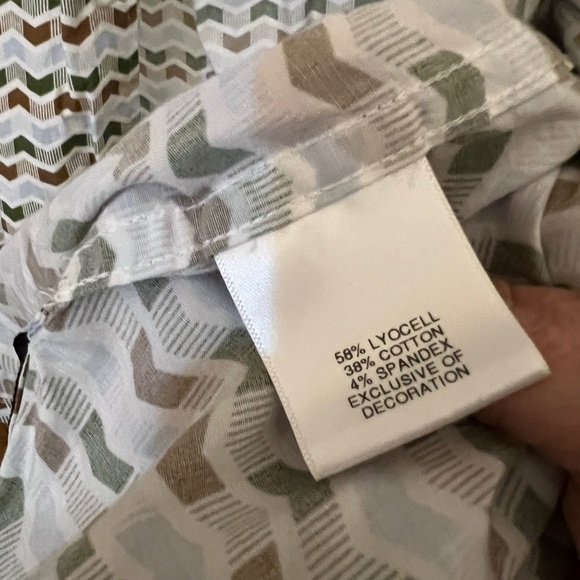 58% LYOCELL
38% COTTON
4% SPANDEX
EXCLUSIVE OF
DECORATION